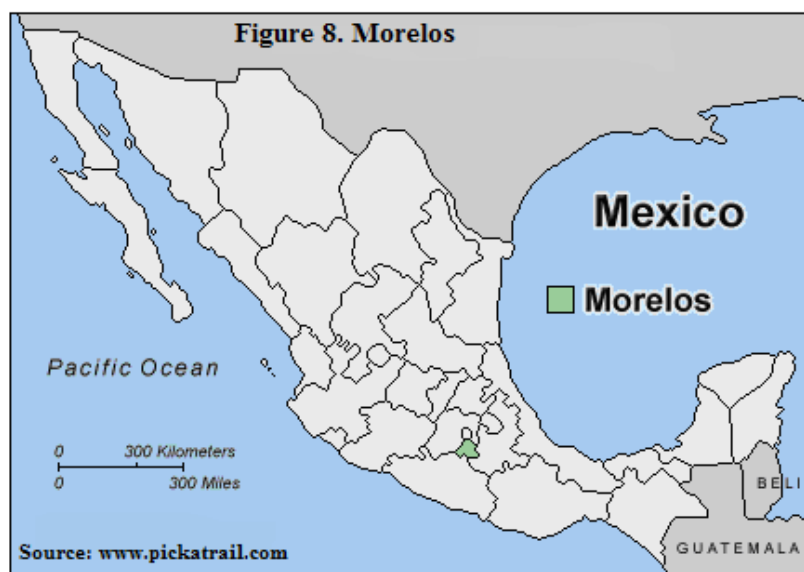 Figure 8. Morelos
Mexico
Morelos
Pacific Ocean
0 300 Kilometers
0 300 Miles
BELI
GUATEMALA
Source: www.pickatrail.com